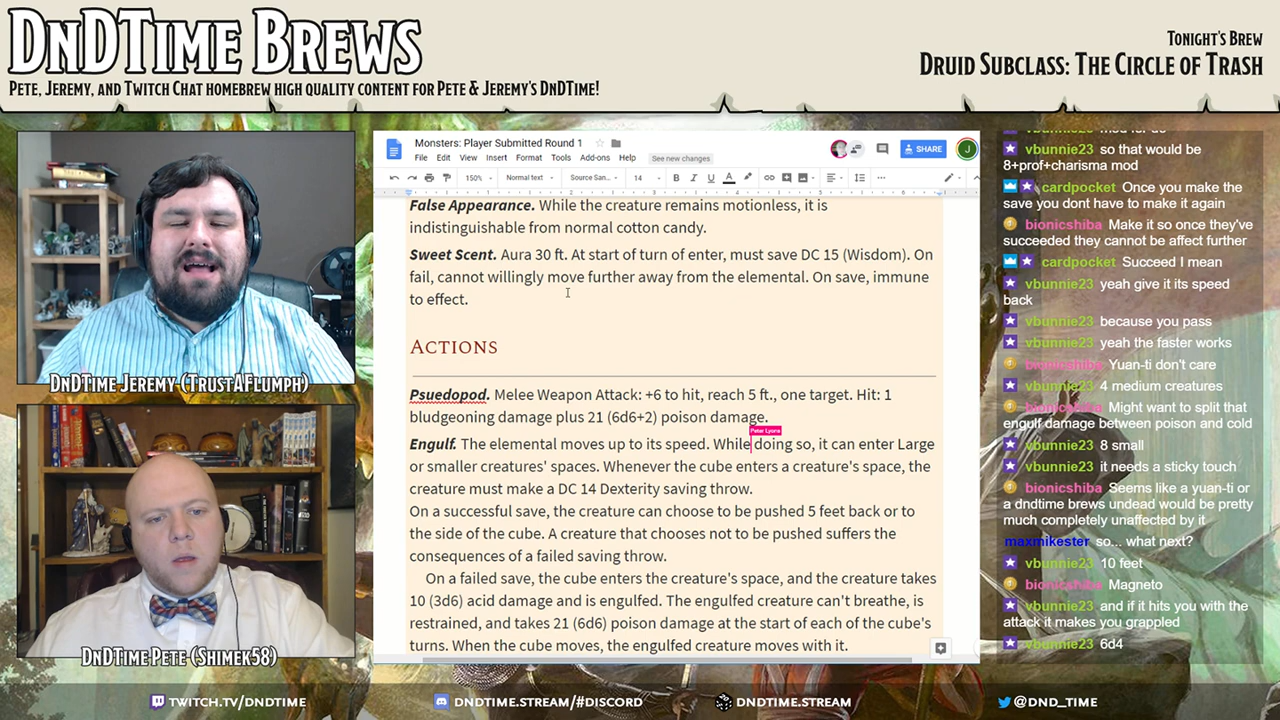 DnDTime Brews
Pete, Jeremy, and Twitch Chat homebrew high quality content for Pete & Jeremy's DnDTime!
Tonight's Brew
Druid Subclass: The Circle of Trash
DnDTime Jeremy (TrustAFlumph)
DnDTime Pete (Shimek58)
Monsters: Player Submitted Round 1
File Edit View Insert Format Tools Add-ons Help See new changes
SHARE
J
150% Normal text Source San... 14 B I U A
False Appearance. While the creature remains motionless, it is
indistinguishable from normal cotton candy.
Sweet Scent. Aura 30 ft. At start of turn of enter, must save DC 15 (Wisdom). On
fail, cannot willingly move further away from the elemental. On save, immune
to effect.
Actions
Psuedopod. Melee Weapon Attack: +6 to hit, reach 5 ft., one target. Hit: 1
bludgeoning damage plus 21 (6d6+2) poison damage.
Peter Lyons
Engulf. The elemental moves up to its speed. While doing so, it can enter Large
or smaller creatures' spaces. Whenever the cube enters a creature's space, the
creature must make a DC 14 Dexterity saving throw.
On a successful save, the creature can choose to be pushed 5 feet back or to
the side of the cube. A creature that chooses not to be pushed suffers the
consequences of a failed saving throw.
On a failed save, the cube enters the creature's space, and the creature takes
10 (3d6) acid damage and is engulfed. The engulfed creature can't breathe, is
restrained, and takes 21 (6d6) poison damage at the start of each of the cube's
turns. When the cube moves, the engulfed creature moves with it.
vbunnie23 so that would be
8+prof+charisma mod
cardpocket Once you make the
save you dont have to make it again
bionicshiba Make it so once they've
succeeded they cannot be affect further
cardpocket Succeed I mean
vbunnie23 yeah give it its speed
back
vbunnie23 because you pass
vbunnie23 yeah the faster works
bionicshiba Yuan-ti don't care
vbunnie23 4 medium creatures
bionicshiba Might want to split that
engulf damage between poison and cold
vbunnie23 8 small
vbunnie23 it needs a sticky touch
bionicshiba Seems like a yuan-ti or
a dndtime brews undead would be pretty
much completely unaffected by it
maxmikester so... what next?
vbunnie23 10 feet
bionicshiba Magneto
vbunnie23 and if it hits you with the
attack it makes you grappled
vbunnie23 6d4
twitch.tv/dndtime
dndtime.stream/#discord
dndtime.stream
@dnd_time